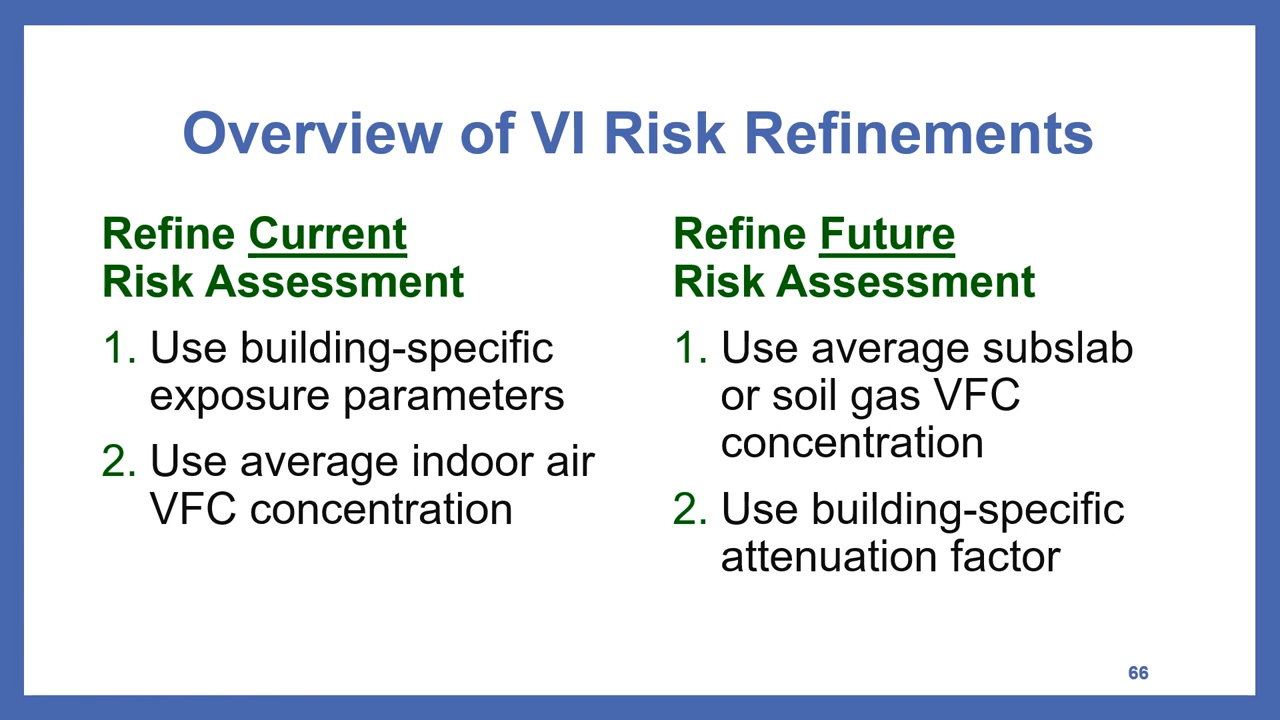 Overview of VI Risk Refinements
Refine Current
Risk Assessment
1. Use building-specific
exposure parameters
2. Use average indoor air
VFC concentration
Refine Future
Risk Assessment
1. Use average subslab
or soil gas VFC
concentration
2. Use building-specific
attenuation factor
66